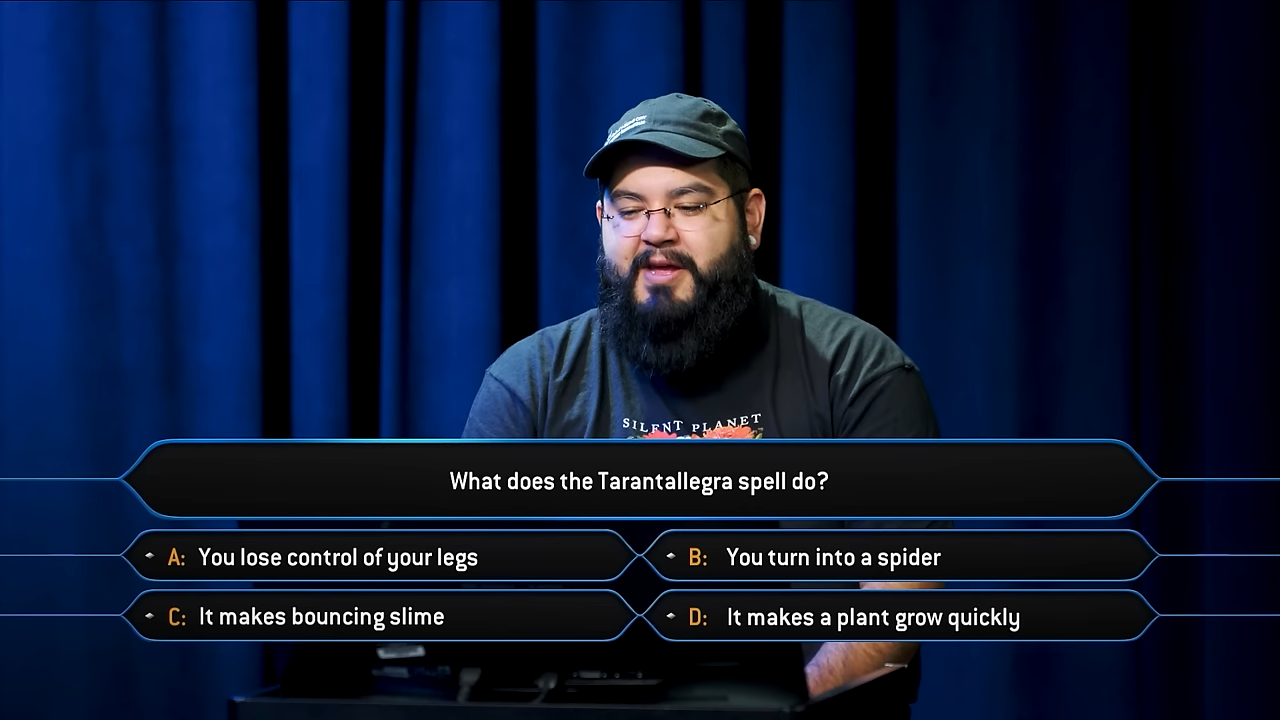 SILENT PLANET
What does the Tarantallegra spell do?
A: You lose control of your legs
B: You turn into a spider
C: It makes bouncing slime
D: It makes a plant grow quickly